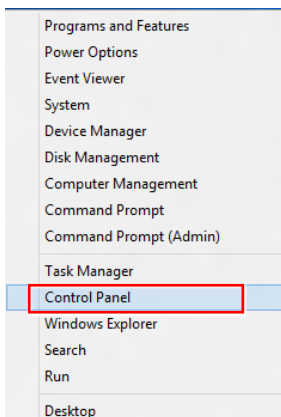 Programs and Features
Power Options
Event Viewer
System
Device Manager
Disk Management
Computer Management
Command Prompt
Command Prompt (Admin)
Task Manager
Control Panel
Windows Explorer
Search
Run
Desktop